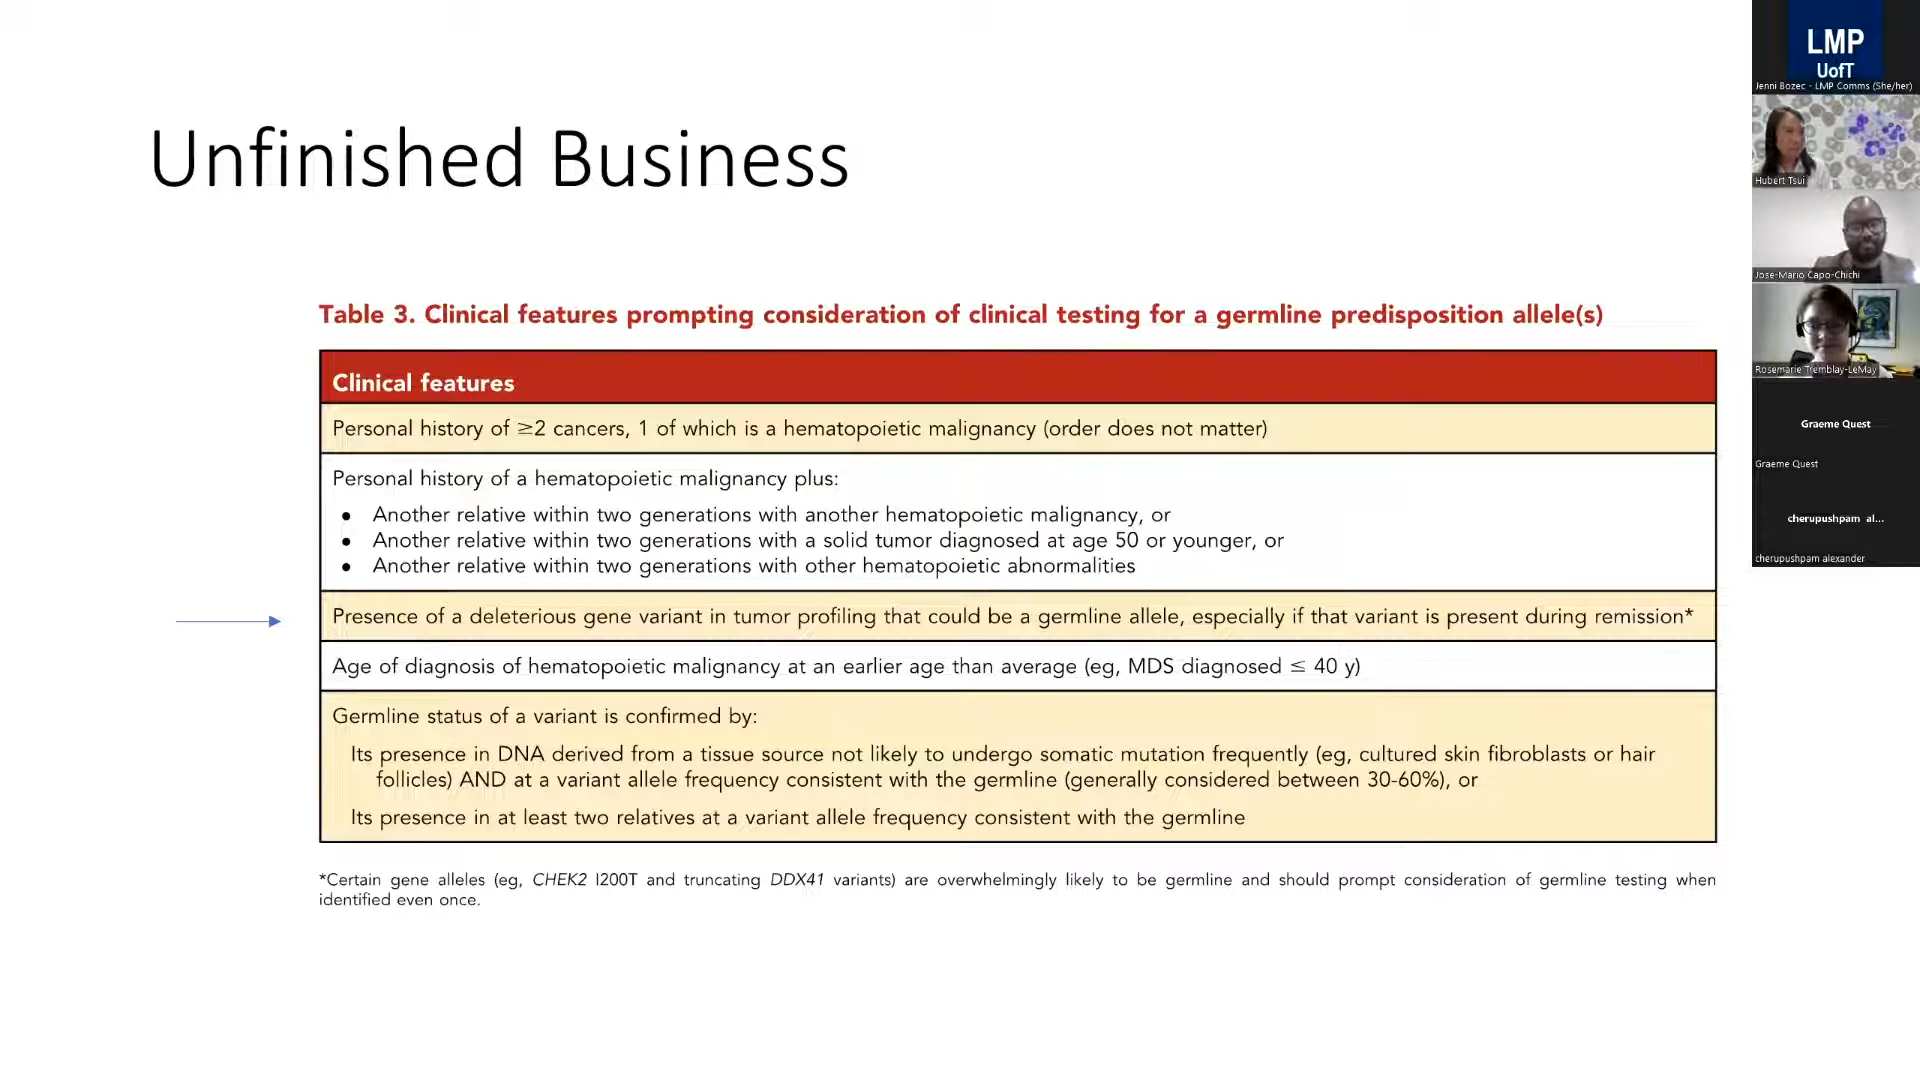 Unfinished Business
Table 3. Clinical features prompting consideration of clinical testing for a germline predisposition allele(s)
Clinical features
Personal history of ≥2 cancers, 1 of which is a hematopoietic malignancy (order does not matter)
Personal history of a hematopoietic malignancy plus:
● Another relative within two generations with another hematopoietic malignancy, or
● Another relative within two generations with a solid tumor diagnosed at age 50 or younger, or
● Another relative within two generations with other hematopoietic abnormalities
Presence of a deleterious gene variant in tumor profiling that could be a germline allele, especially if that variant is present during remission*
Age of diagnosis of hematopoietic malignancy at an earlier age than average (eg, MDS diagnosed ≤ 40 y)
Germline status of a variant is confirmed by:
Its presence in DNA derived from a tissue source not likely to undergo somatic mutation frequently (eg, cultured skin fibroblasts or hair
follicles) AND at a variant allele frequency consistent with the germline (generally considered between 30-60%), or
Its presence in at least two relatives at a variant allele frequency consistent with the germline
*Certain gene alleles (eg, CHEK2 I200T and truncating DDX41 variants) are overwhelmingly likely to be germline and should prompt consideration of germline testing when
identified even once.
LMP
UofT
Jenni Bozec - LMP Comms (She/her)
Hubert Tsui
Jose-Mario Capo-Chichi
Rosemarie Tremblay-LeMay
Graeme Quest
Graeme Quest
cherupushpam al...
cherupushpam alexander